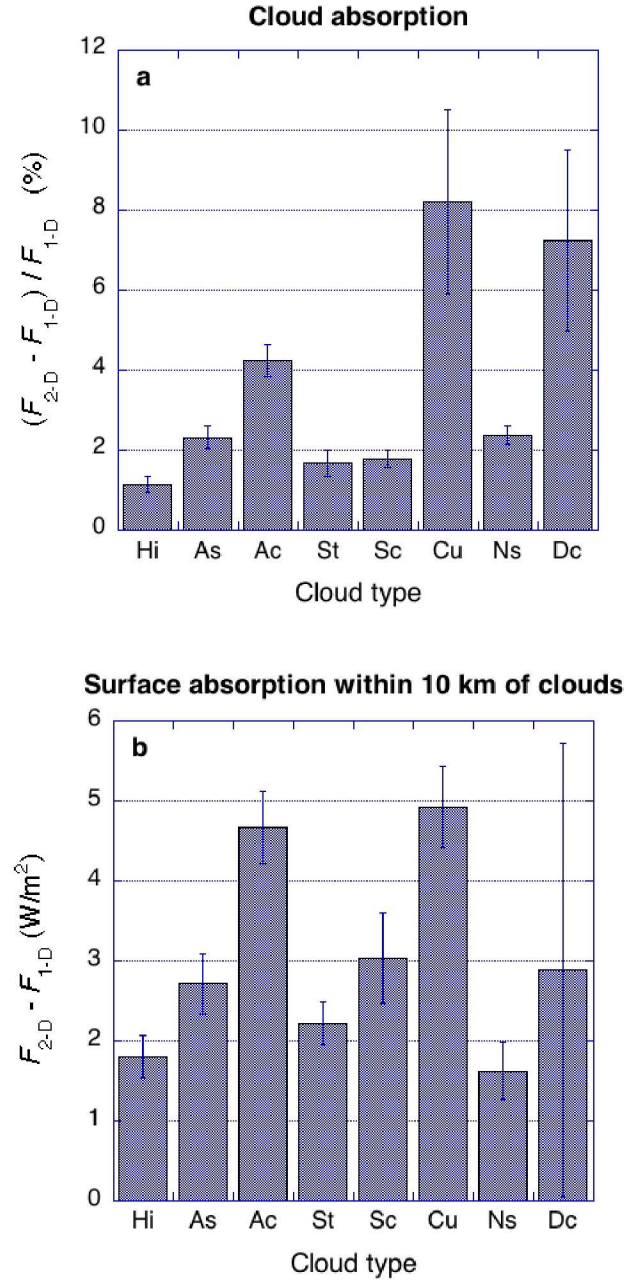 Cloud absorption
a
12
10
8
6
4
2
0
(F2-D - F1-D) / F1-D (%)
Hi As Ac St Sc Cu Ns Dc
Cloud type
Surface absorption within 10 km of clouds
b
6
5
4
3
2
1
0
F2-D - F1-D (W/m2)
Hi As Ac St Sc Cu Ns Dc
Cloud type